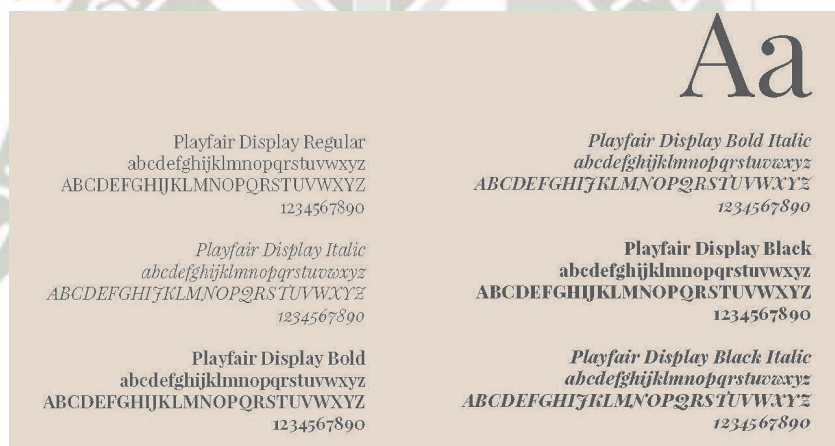 Aa
Playfair Display Regular
abcdefghijklmnopqrstuvwxyz
ABCDEFGHIJKLMNOPQRSTUVWXYZ
1234567890
Playfair Display Italic
abcdefghijklmnopqrstuvwxyz
ABCDEFGHIJKLMNOPQRSTUVWXYZ
1234567890
Playfair Display Bold
abcdefghijklmnopqrstuvwxyz
ABCDEFGHIJKLMNOPQRSTUVWXYZ
1234567890
Playfair Display Bold Italic
abcdefghijklmnopqrstuvwxyz
ABCDEFGHIJKLMNOPQRSTUVWXYZ
1234567890
Playfair Display Black
abcdefghijklmnopqrstuvwxyz
ABCDEFGHIJKLMNOPQRSTUVWXYZ
1234567890
Playfair Display Black Italic
abcdefghijklmnopqrstuvwxyz
ABCDEFGHIJKLMNOPQRSTUVWXYZ
1234567890